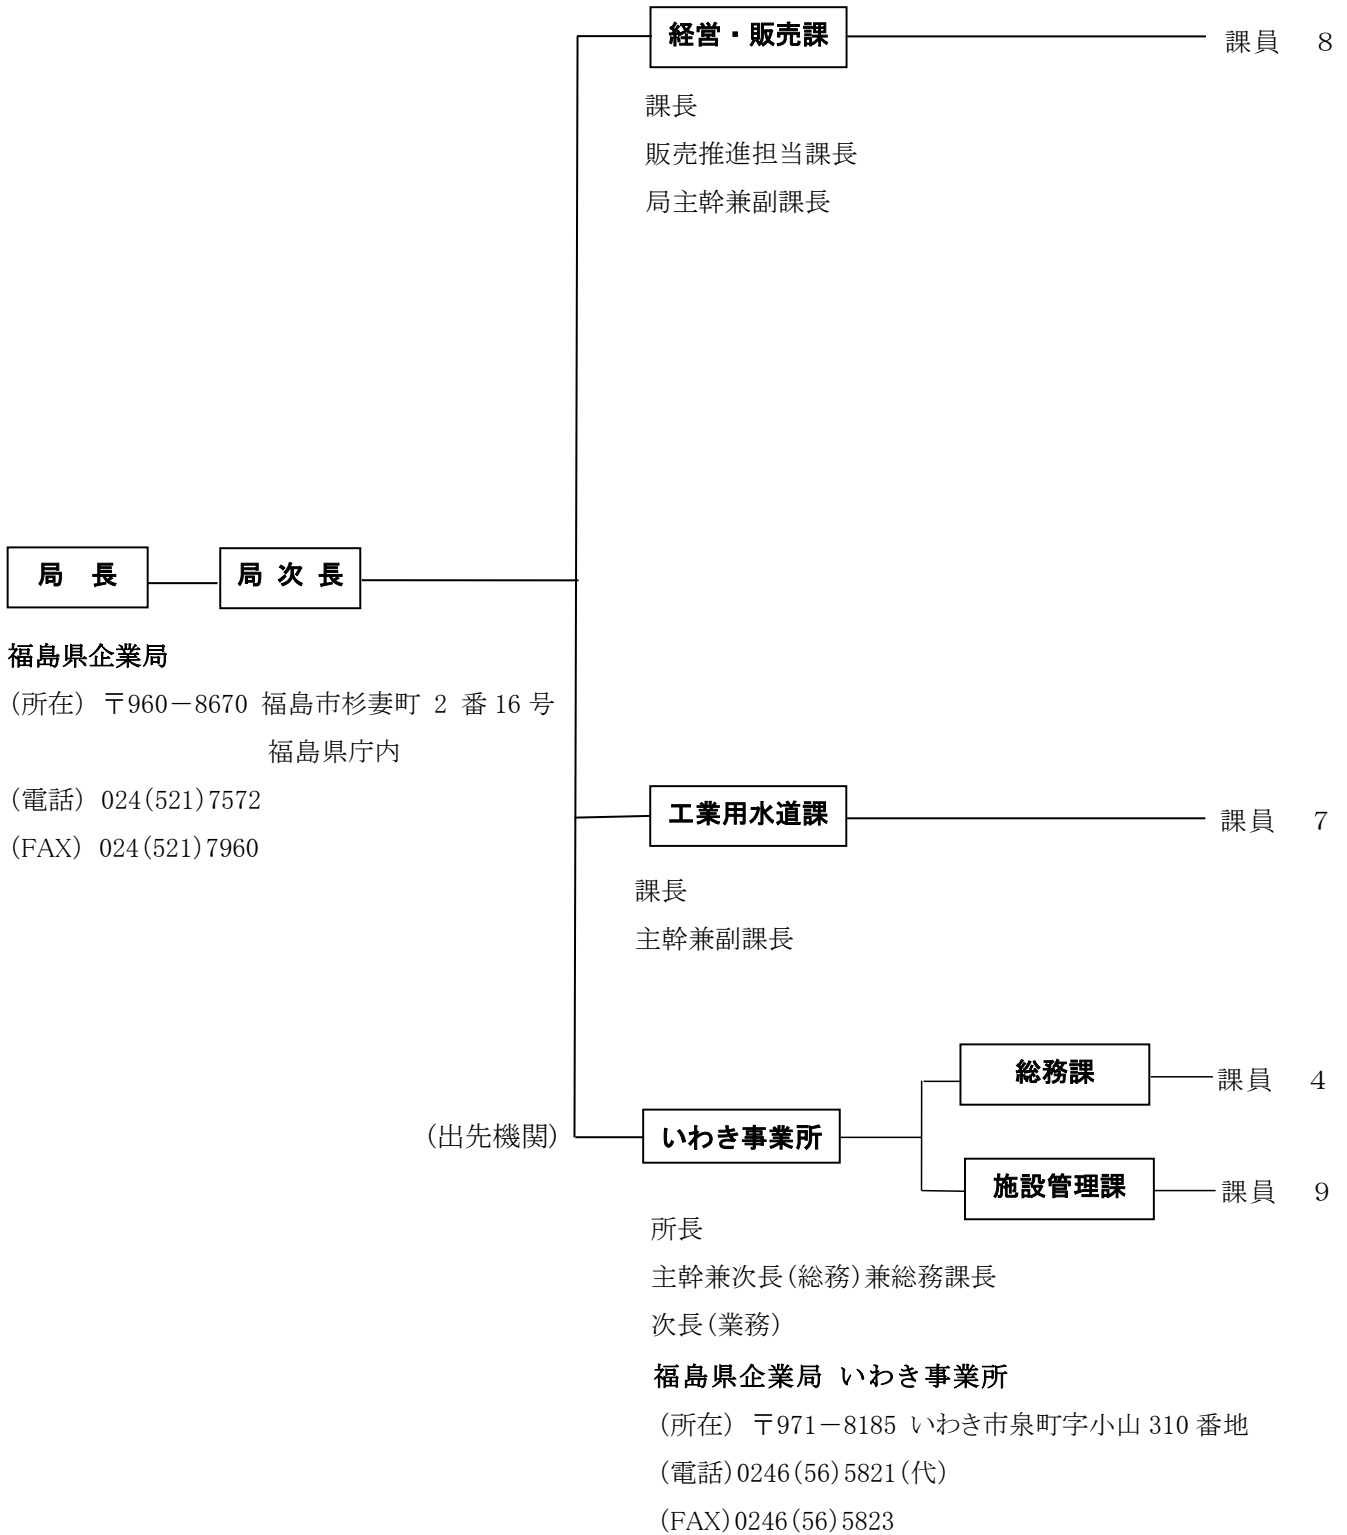 経営・販売課 課員 8
課長
販売推進担当課長
局主幹兼副課長
局 長 局 次 長
福島県企業局
(所在) 〒960－8670 福島市杉妻町 2 番 16 号
福島県庁内
(電話) 024(521)7572
(FAX) 024(521)7960
工業用水道課 課員 7
課長
主幹兼副課長
総務課 課員 4
(出先機関) いわき事業所
施設管理課 課員 9
所長
主幹兼次長(総務)兼総務課長
次長(業務)
福島県企業局 いわき事業所
(所在) 〒971－8185 いわき市泉町字小山 310 番地
(電話)0246(56)5821(代)
(FAX)0246(56)5823